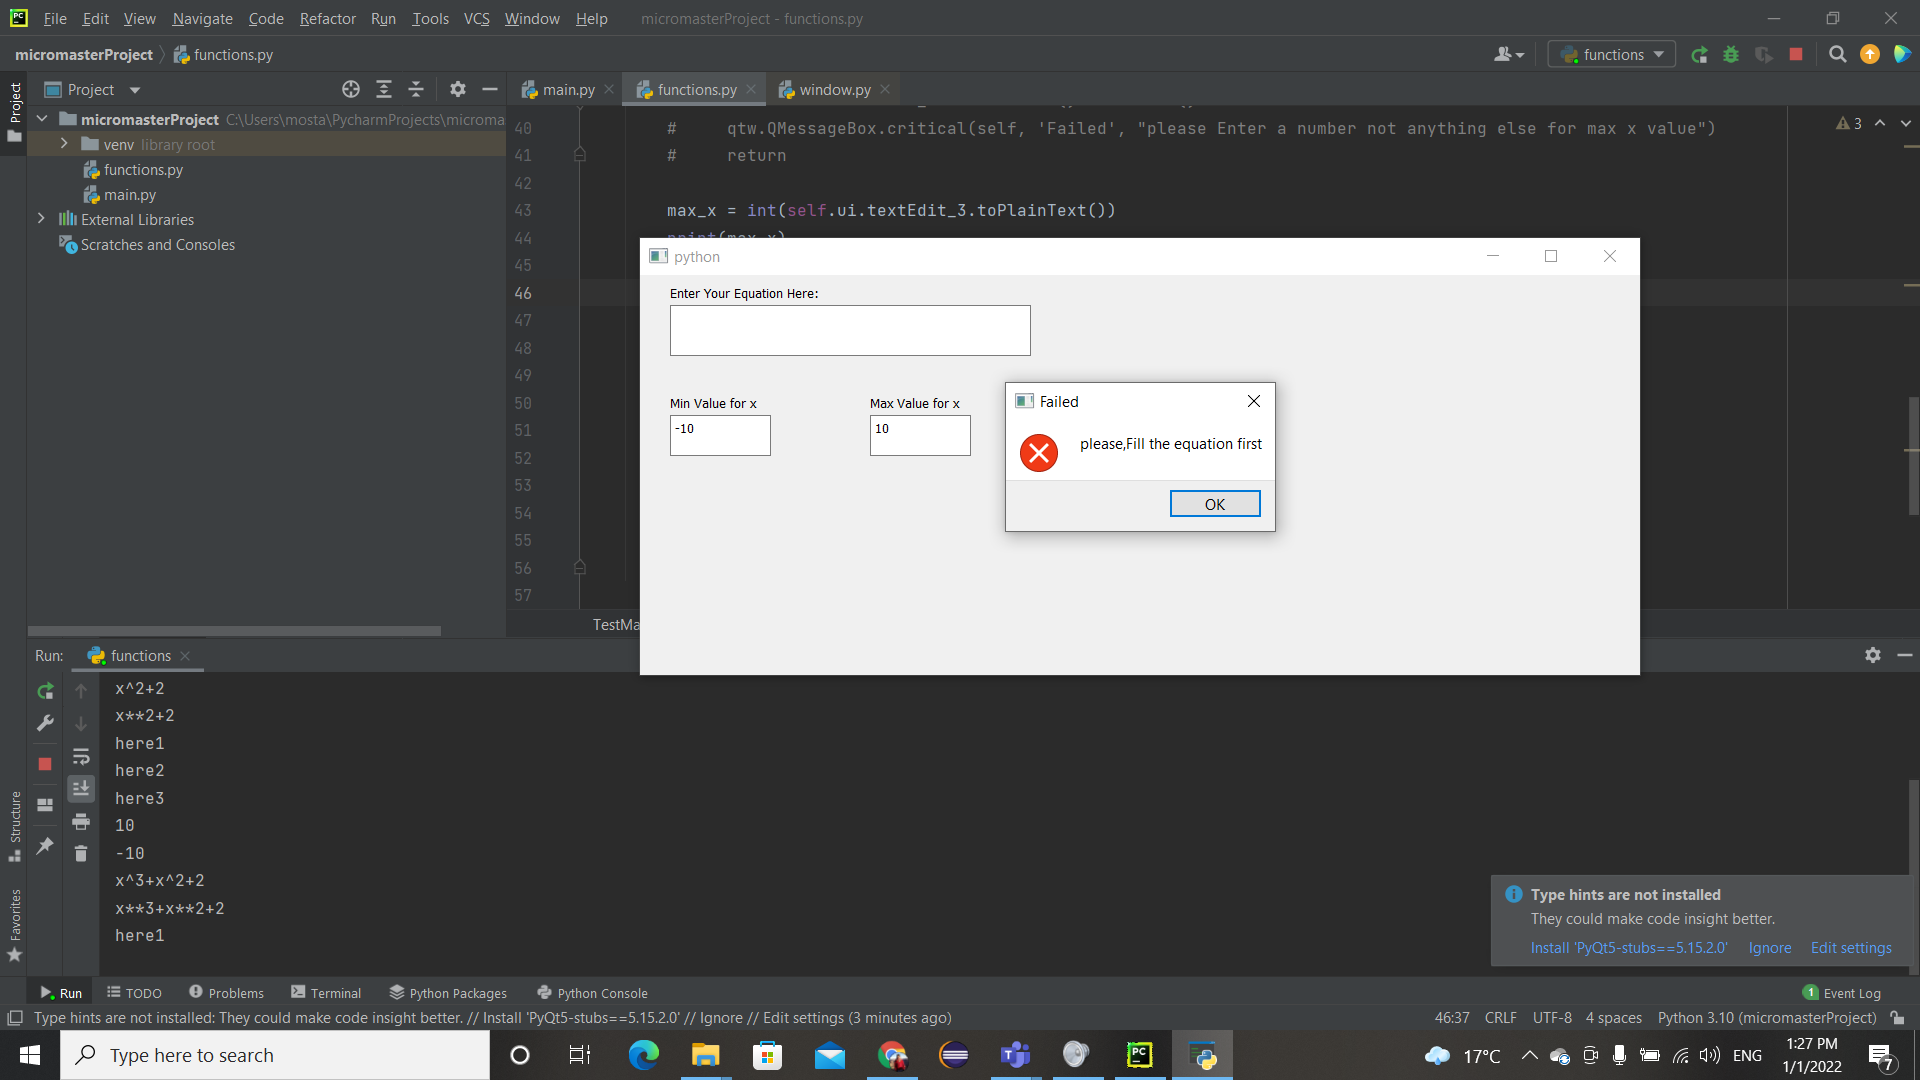 File Edit View Navigate Code Refactor Run Tools VCS Window Help micromasterProject - functions.py
micromasterProject functions.py
functions
Project
Project
main.py functions.py window.py
micromasterProject C:\Users\mosta\PycharmProjects\microma
venv library root
functions.py
main.py
External Libraries
Scratches and Consoles
3
40 # qtw.QMessageBox.critical(self, 'Failed', "please Enter a number not anything else for max x value")
41 # return
42
43 max_x = int(self.ui.textEdit_3.toPlainText())
44 print(max_x)
45
46
47
48
49
50
51
52
53
54
55
56
57
TestMa
python
Enter Your Equation Here:
Min Value for x
-10
Max Value for x
10
Failed
please,Fill the equation first
OK
Run: functions
x^2+2
x**2+2
here1
here2
here3
10
-10
x^3+x^2+2
x**3+x**2+2
here1
Structure
Favorites
Type hints are not installed
They could make code insight better.
Install 'PyQt5-stubs==5.15.2.0' Ignore Edit settings
Run TODO Problems Terminal Python Packages Python Console
1 Event Log
Type hints are not installed: They could make code insight better. // Install 'PyQt5-stubs==5.15.2.0' // Ignore // Edit settings (3 minutes ago)
46:37 CRLF UTF-8 4 spaces Python 3.10 (micromasterProject)
Type here to search
17°C
ENG
1:27 PM
1/1/2022
7